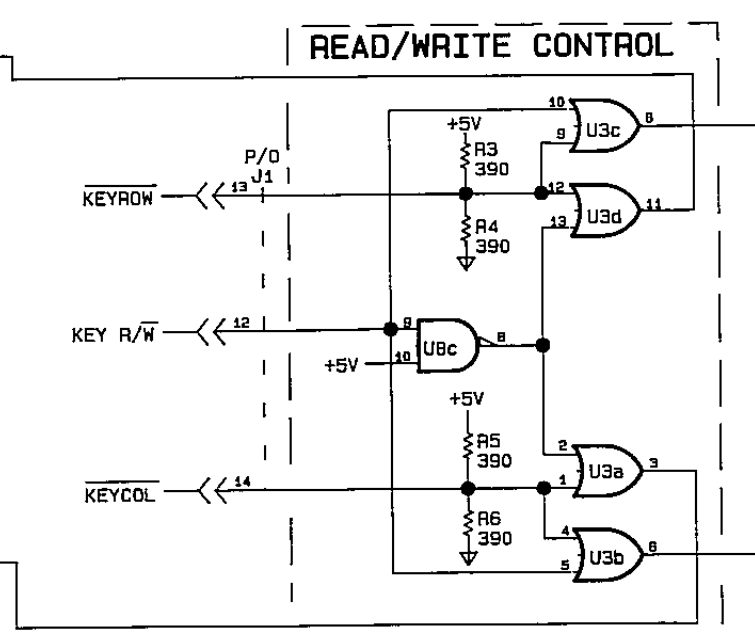 READ/WRITE CONTROL
10
8
U3c
9
+5V
R3
390
P/O
J1
KEYROW
13
12
11
U3d
13
R4
390
KEY R/W
12
9
8
U8c
+5V
10
+5V
R5
390
2
3
U3a
1
KEYCOL
14
R6
390
4
6
U3b
5